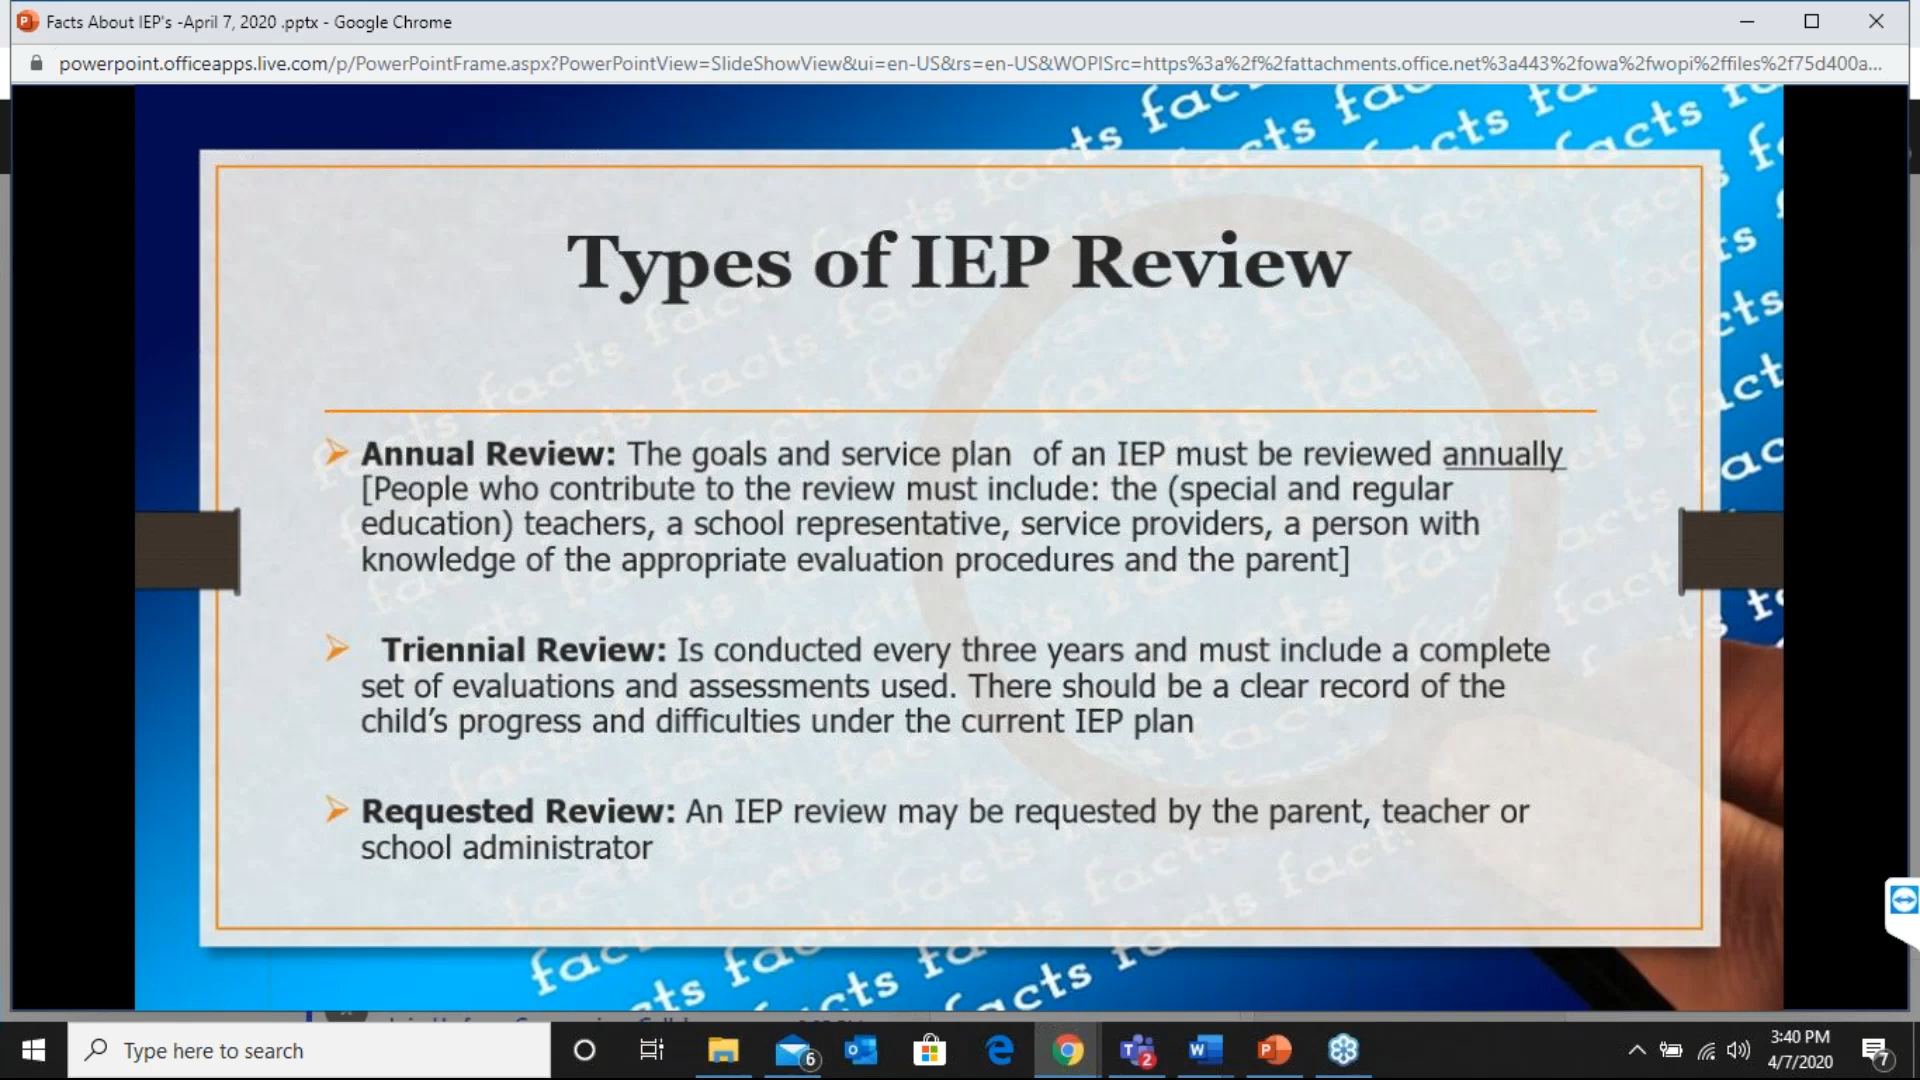 Facts About IEP's -April 7, 2020 .pptx - Google Chrome
powerpoint.officeapps.live.com/p/PowerPointFrame.aspx?PowerPointView=SlideShowView&ui=en-US&rs=en-US&WOPISrc=https%3a%2f%2fattachments.office.net%3a443%2fowa%2fwopi%2ffiles%2f75d400a...
Types of IEP Review
Annual Review: The goals and service plan of an IEP must be reviewed annually
[People who contribute to the review must include: the (special and regular
education) teachers, a school representative, service providers, a person with
knowledge of the appropriate evaluation procedures and the parent]
Triennial Review: Is conducted every three years and must include a complete
set of evaluations and assessments used. There should be a clear record of the
child’s progress and difficulties under the current IEP plan
Requested Review: An IEP review may be requested by the parent, teacher or
school administrator
facts facts facts facts
Type here to search
6
2
3:40 PM
4/7/2020
7